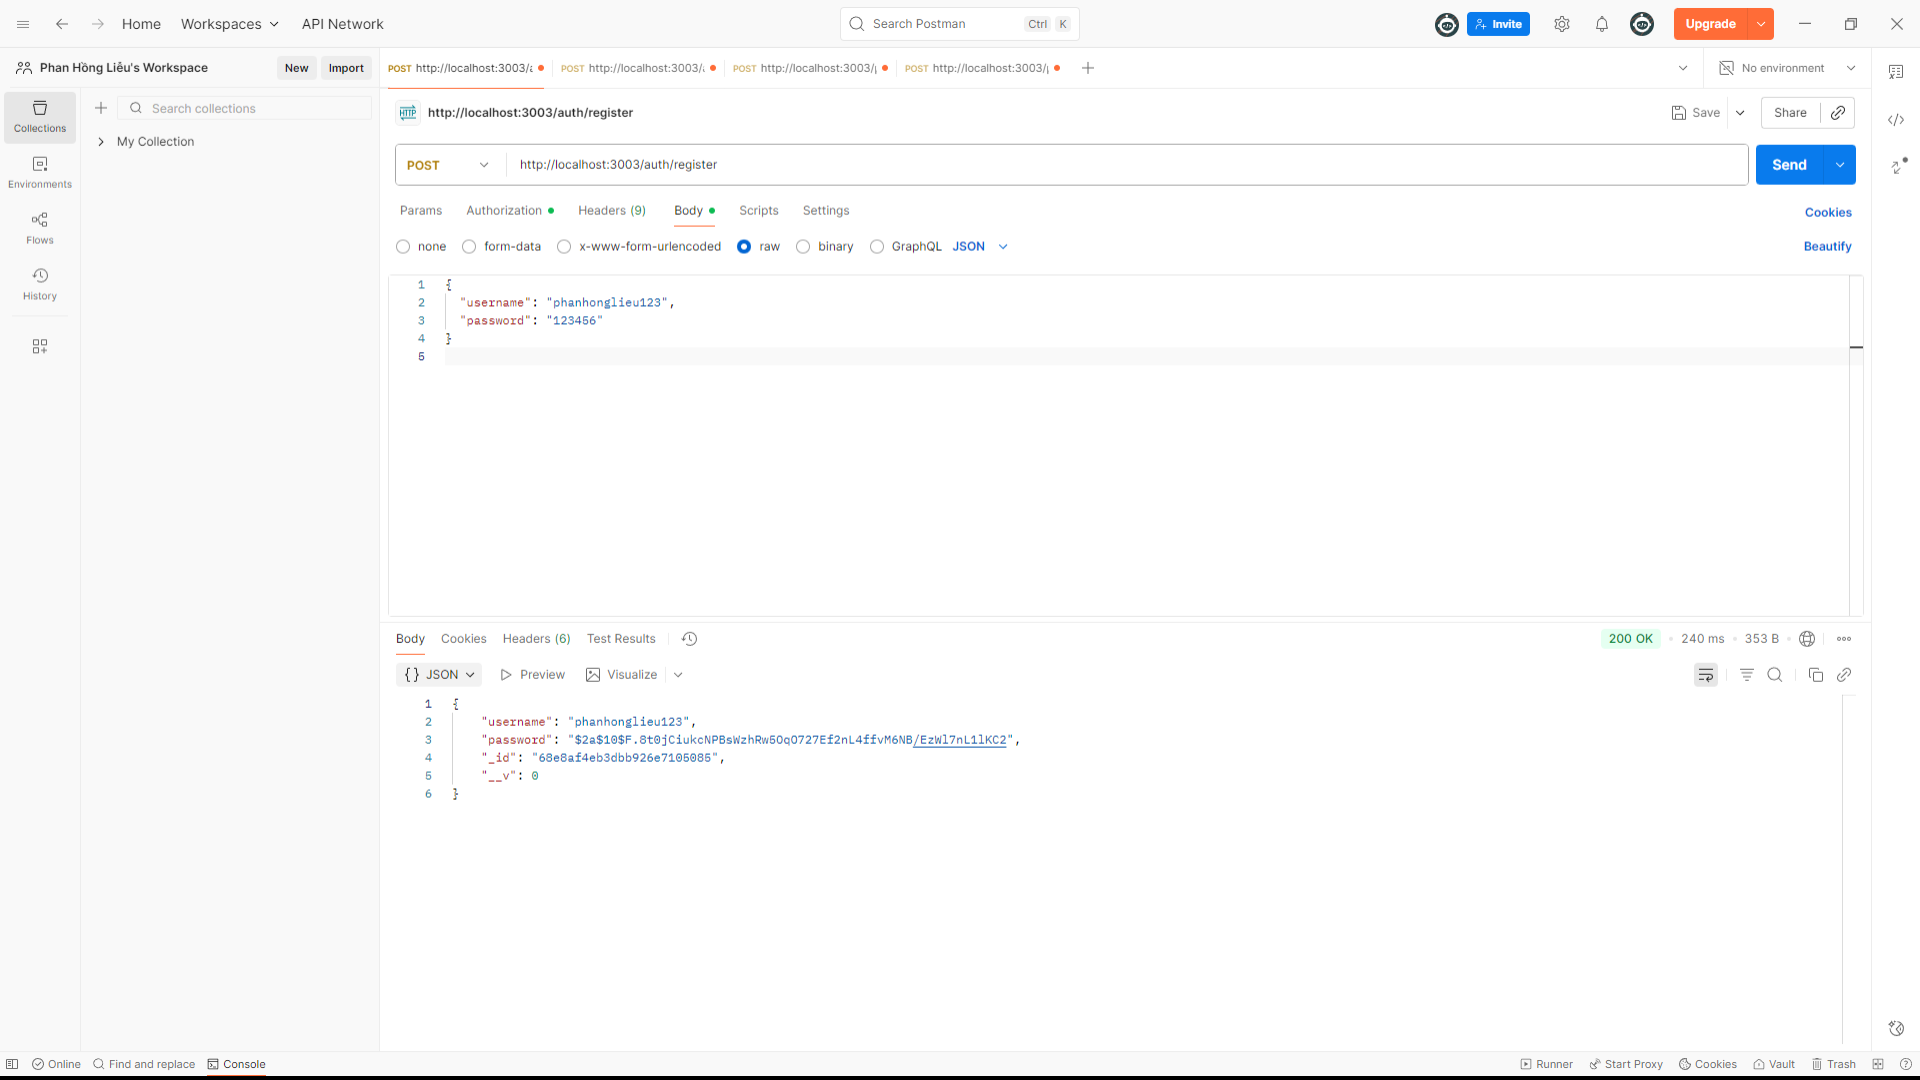 Home
Workspaces
API Network
Search Postman
Ctrl
K
Invite
Upgrade
Phan Hồng Liễu's Workspace
New
Import
POST http://localhost:3003/a
POST http://localhost:3003/
POST http://localhost:3003/
POST http://localhost:3003/
No environment
Collections
Environments
Flows
History
Search collections
My Collection
HTTP http://localhost:3003/auth/register
Save
Share
POST
http://localhost:3003/auth/register
Send
Params
Authorization
Headers (9)
Body
Scripts
Settings
Cookies
none
form-data
x-www-form-urlencoded
raw
binary
GraphQL
JSON
Beautify
1 {
2 "username": "phanhonglieu123",
3 "password": "123456"
4 }
5
Body
Cookies
Headers (6)
Test Results
200 OK
240 ms
353 B
{} JSON
Preview
Visualize
1 {
2 "username": "phanhonglieu123",
3 "password": "$2a$10$F.8t0jCiukcNPBsWzhRw5OqO727Ef2nL4ffvM6NB/EzWl7nL1lKC2",
4 "_id": "68e8af4eb3dbb926e7105085",
5 "__v": 0
6 }
Online
Find and replace
Console
Runner
Start Proxy
Cookies
Vault
Trash